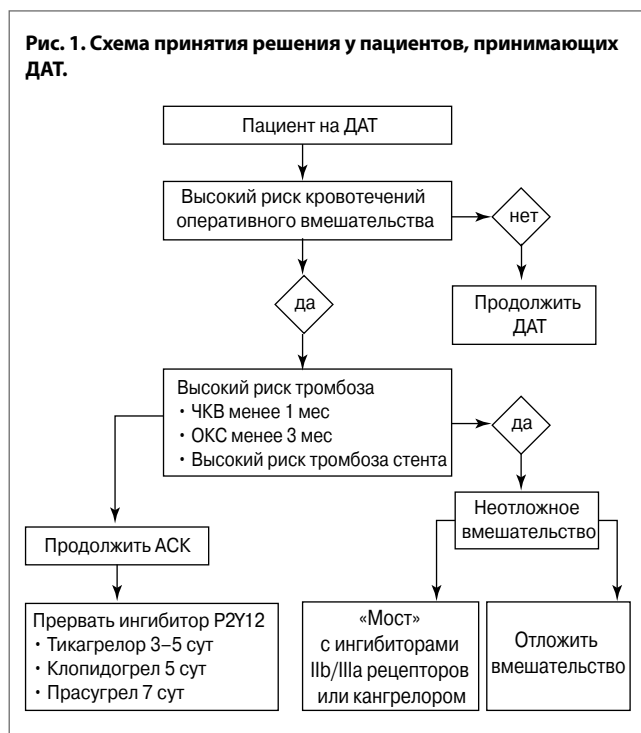 Рис. 1. Схема принятия решения у пациентов, принимающих
ДАТ.
Пациент на ДАТ
Высокий риск кровотечений
оперативного вмешательства
нет
да
Продолжить
ДАТ
Высокий риск тромбоза
· ЧКВ менее 1 мес
· ОКС менее 3 мес
· Высокий риск тромбоза стента
да
Неотложное
вмешательство
Продолжить АСК
Прервать ингибитор P2Y12
· Тикагрелор 3–5 сут
· Клопидогрел 5 сут
· Прасугрел 7 сут
«Мост»
с ингибиторами
IIb/IIIa рецепторов
или кангрелором
Отложить
вмешательство